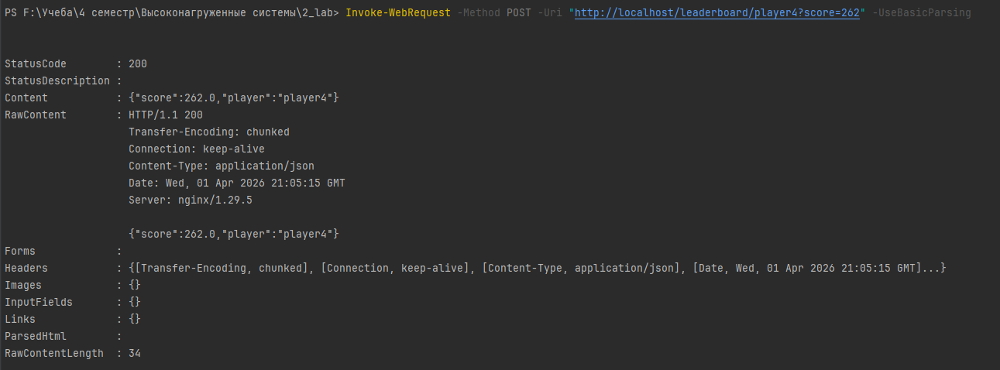 PS F:\Учеба\4 семестр\Высоконагруженные системы\2_lab> Invoke-WebRequest -Method POST -Uri "http://localhost/leaderboard/player4?score=262" -UseBasicParsing
StatusCode        : 200
StatusDescription :
Content           : {"score":262.0,"player":"player4"}
RawContent        : HTTP/1.1 200
                    Transfer-Encoding: chunked
                    Connection: keep-alive
                    Content-Type: application/json
                    Date: Wed, 01 Apr 2026 21:05:15 GMT
                    Server: nginx/1.29.5
                    {"score":262.0,"player":"player4"}
Forms             :
Headers           : {[Transfer-Encoding, chunked], [Connection, keep-alive], [Content-Type, application/json], [Date, Wed, 01 Apr 2026 21:05:15 GMT]...}
Images            : {}
InputFields       : {}
Links             : {}
ParsedHtml        :
RawContentLength  : 34